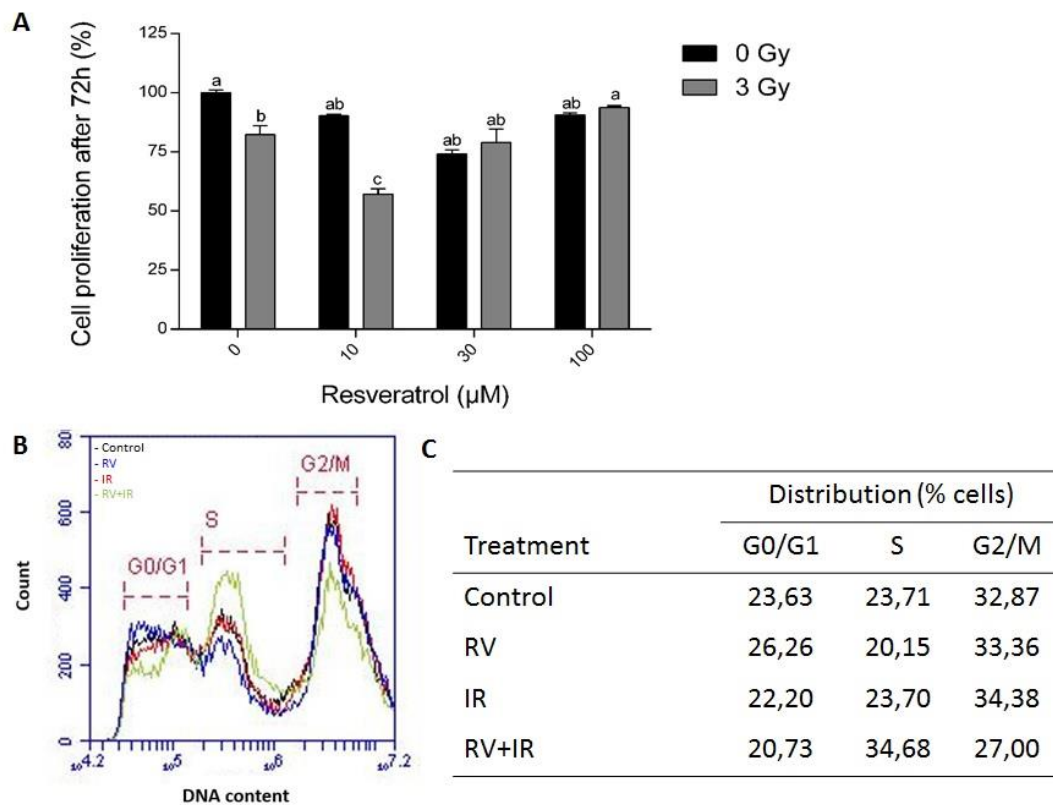 A
Cell proliferation after 72h (%)
125
100
75
50
25
0
a
b
ab
c
ab
ab
ab
a
0 Gy
3 Gy
0
10
30
100
Resveratrol (µM)
B
- Control
- RV
- IR
- RV+IR
G0/G1
S
G2/M
Count
80
600
400
200
0
10^4.2
10^5
10^6
10^7.2
DNA content
C
Distribution (% cells)
Treatment G0/G1 S G2/M
Control 23,63 23,71 32,87
RV 26,26 20,15 33,36
IR 22,20 23,70 34,38
RV+IR 20,73 34,68 27,00